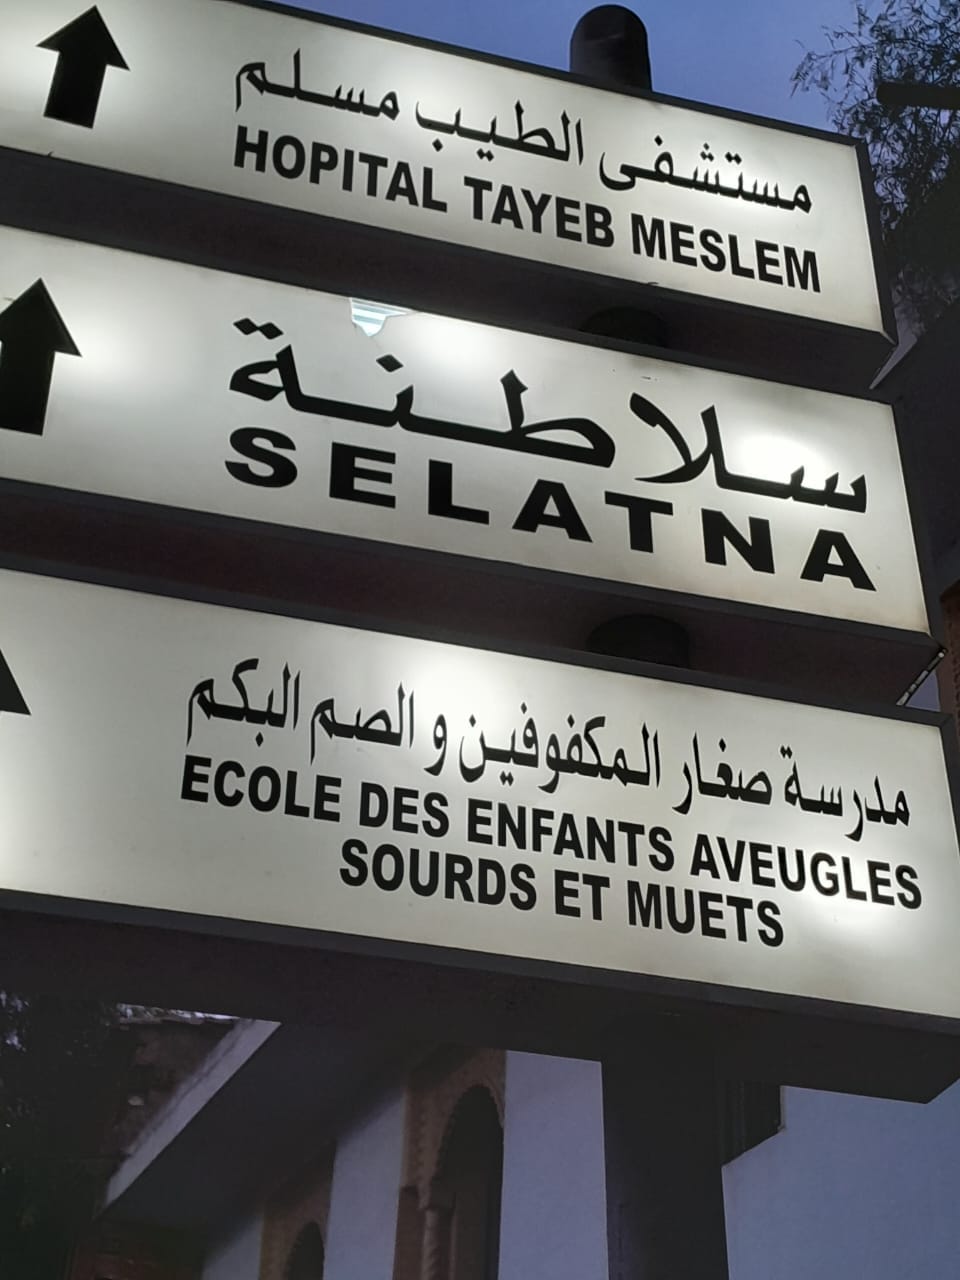 مستشفى الطيب مسلم
HOPITAL TAYEB MESLEM
سلاطنة
SELATNA
مدرسة صغار المكفوفين و الصم البكم
ECOLE DES ENFANTS AVEUGLES
SOURDS ET MUETS